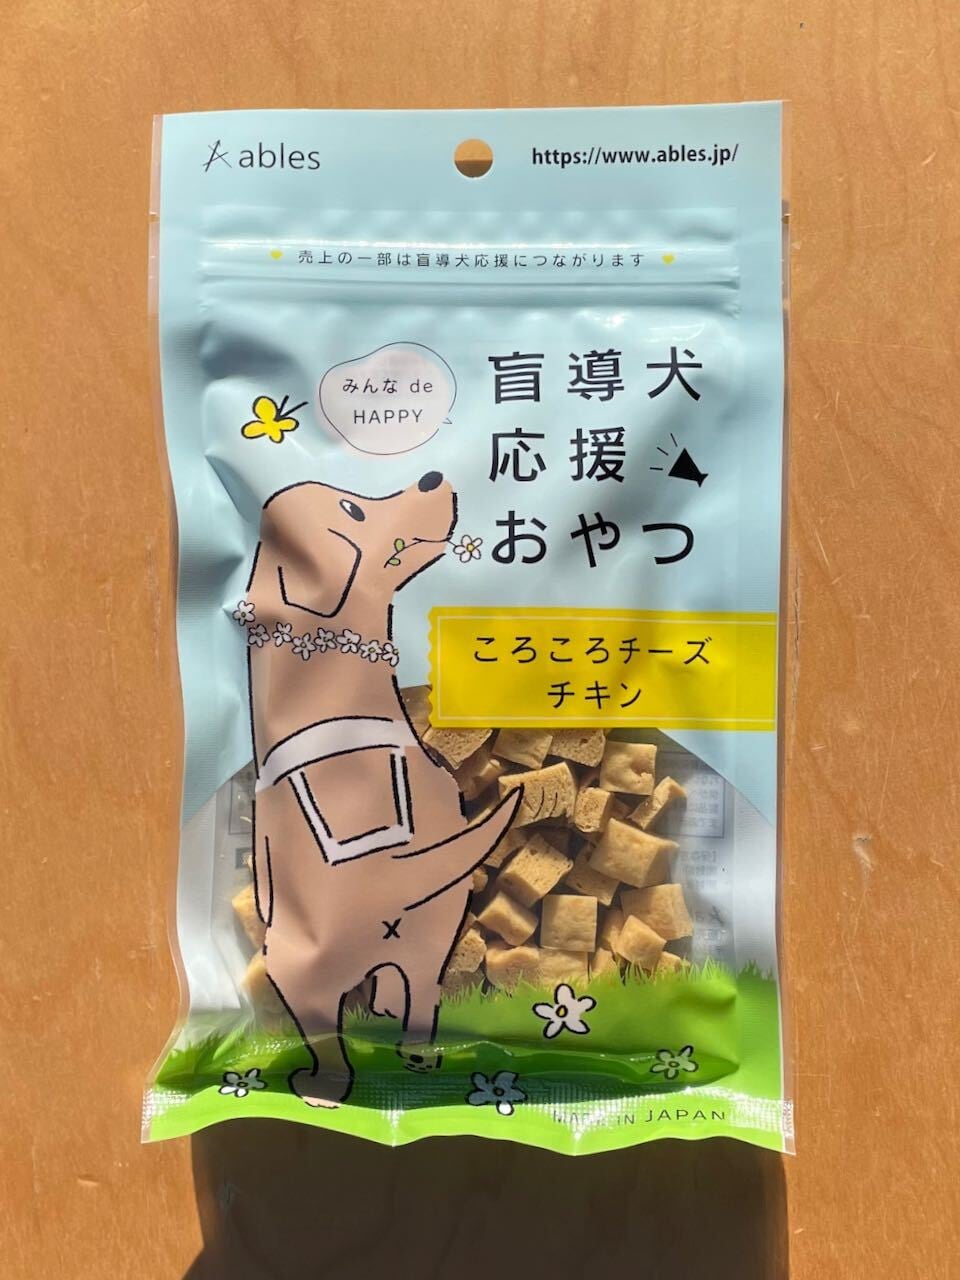 ables
https://www.ables.jp/
売上の一部は盲導犬応援につながります
みんな de
HAPPY
盲導犬
応援
おやつ
ころころチーズ
チキン
MADE IN JAPAN